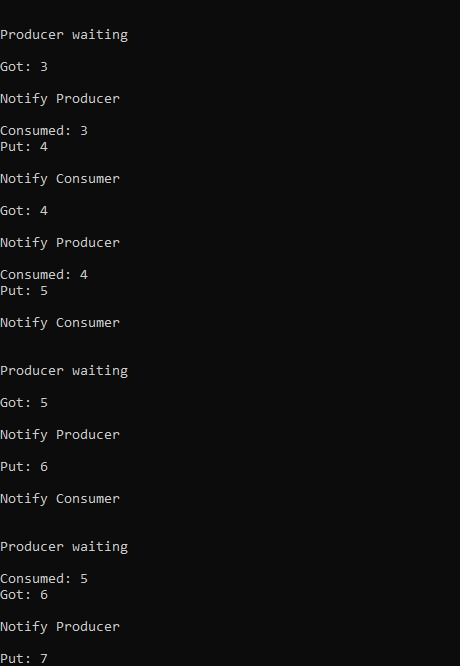 Producer waiting
Got: 3
Notify Producer
Consumed: 3
Put: 4
Notify Consumer
Got: 4
Notify Producer
Consumed: 4
Put: 5
Notify Consumer
Producer waiting
Got: 5
Notify Producer
Put: 6
Notify Consumer
Producer waiting
Consumed: 5
Got: 6
Notify Producer
Put: 7